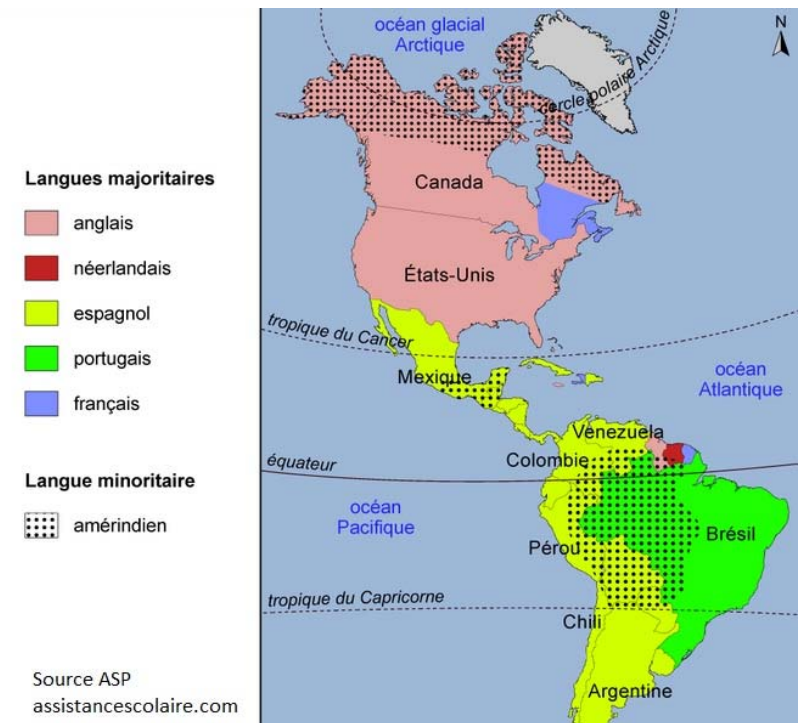 Langues majoritaires
anglais
néerlandais
espagnol
portugais
français
Langue minoritaire
amérindien
Source ASP
assistancescolaire.com
océan glacial
Arctique
N
cercle polaire Arctique
Canada
États-Unis
tropique du Cancer
Mexique
océan
Atlantique
Venezuela
Colombie
équateur
océan
Pacifique
Pérou
Brésil
tropique du Capricorne
Chili
Argentine